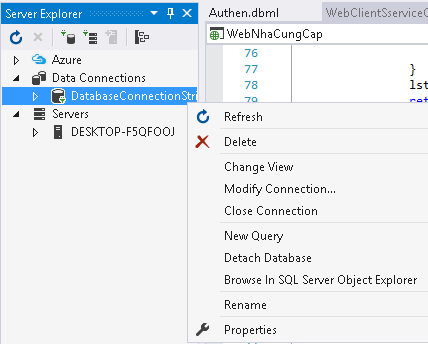 Server Explorer
Azure
Data Connections
DatabaseConnectionStri
Servers
DESKTOP-F5QFOOJ
Authen.dbml
WebClientSserviceC
WebNhaCungCap
76
77 }
78 lst
79 ret
Refresh
Delete
Change View
Modify Connection...
Close Connection
New Query
Detach Database
Browse In SQL Server Object Explorer
Rename
Properties